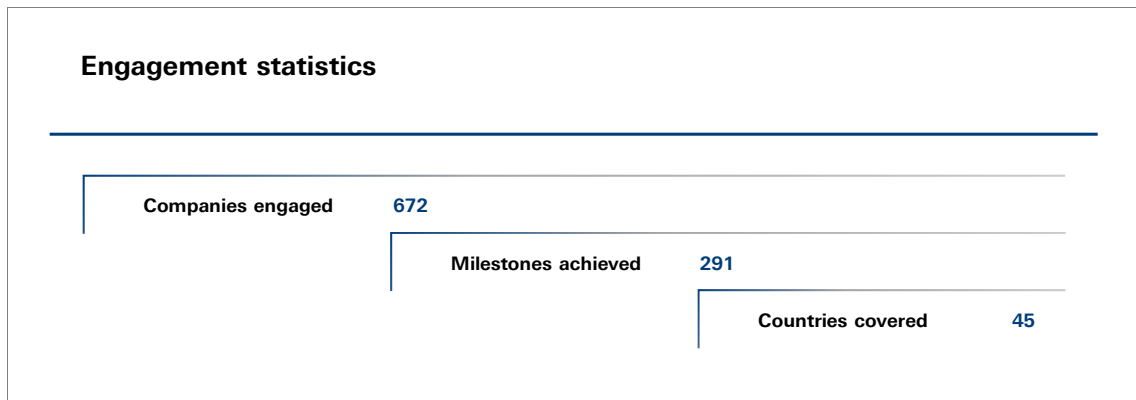 Engagement statistics
Companies engaged 672
Milestones achieved 291
Countries covered 45